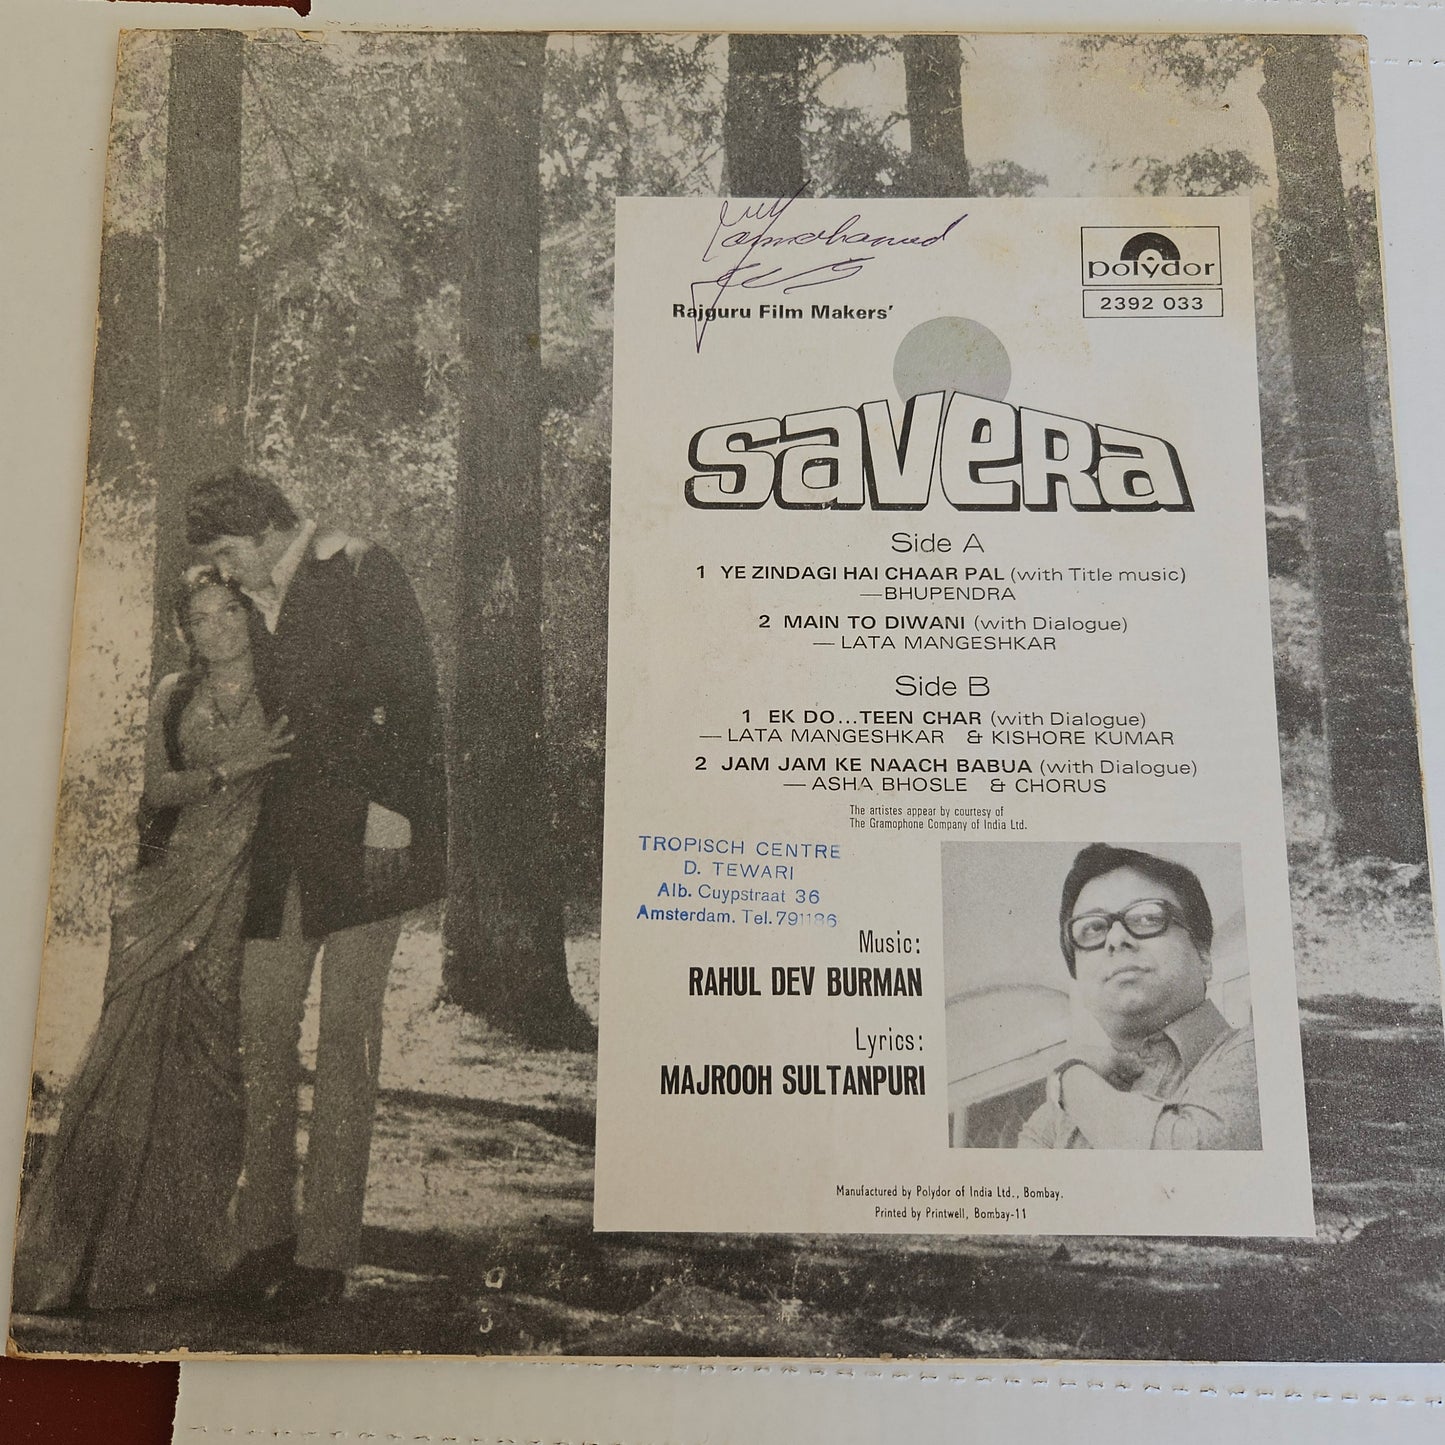 polydor
2392 033
Rajguru Film Makers'
SAVERA
Side A
1 YE ZINDAGI HAI CHAAR PAL (with Title music)
—BHUPENDRA
2 MAIN TO DIWANI (with Dialogue)
— LATA MANGESHKAR
Side B
1 EK DO...TEEN CHAR (with Dialogue)
— LATA MANGESHKAR & KISHORE KUMAR
2 JAM JAM KE NAACH BABUA (with Dialogue)
— ASHA BHOSLE & CHORUS
The artistes appear by courtesy of
The Gramophone Company of India Ltd.
TROPISCH CENTRE
D. TEWARI
Alb. Cuypstraat 36
Amsterdam. Tel. 791186
Music:
RAHUL DEV BURMAN
Lyrics:
MAJROOH SULTANPURI
Manufactured by Polydor of India Ltd., Bombay.
Printed by Printwell, Bombay-11